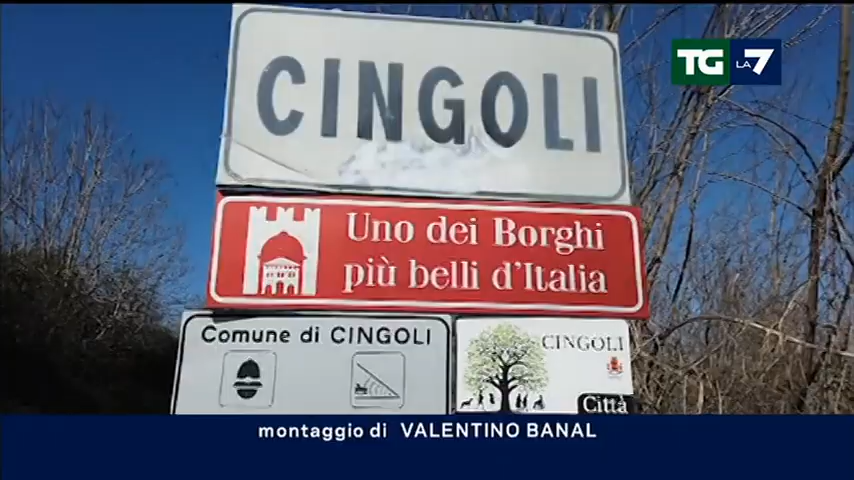 TG LA7
CINGOLI
Uno dei Borghi
più belli d'Italia
Comune di CINGOLI
CINGOLI
Città
montaggio di VALENTINO BANAL